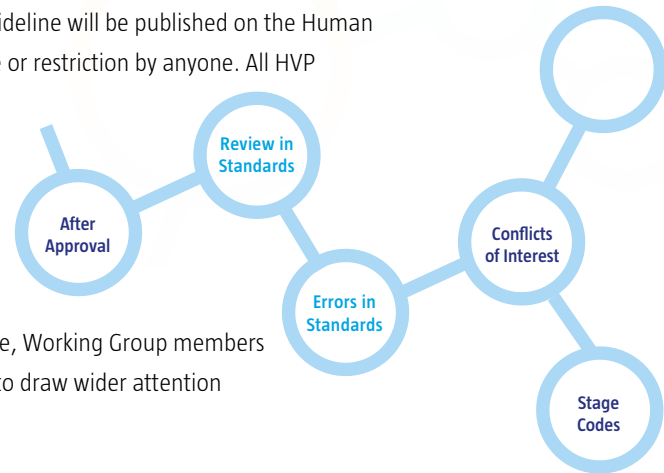 ideline will be published on the Human
e or restriction by anyone. All HVP
Review in
Standards
After
Approval
Conflicts
of Interest
Errors in
Standards
e, Working Group members
to draw wider attention
Stage
Codes